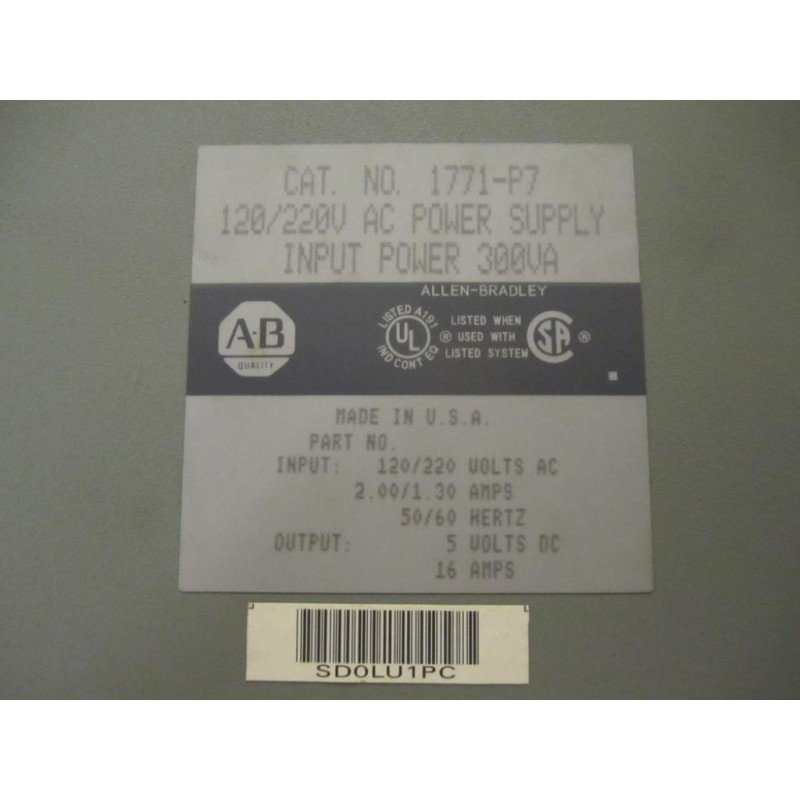 CAT. NO. 1771-P7
120/220V AC POWER SUPPLY
INPUT POWER 300VA
ALLEN-BRADLEY
A-B
QUALITY
LISTED A191
UL ®
IND CONT EQ
LISTED WHEN
USED WITH
LISTED SYSTEM
SA ®
MADE IN U.S.A.
PART NO.
INPUT: 120/220 VOLTS AC
2.00/1.30 AMPS
50/60 HERTZ
OUTPUT: 5 VOLTS DC
16 AMPS
SD0LU1PC